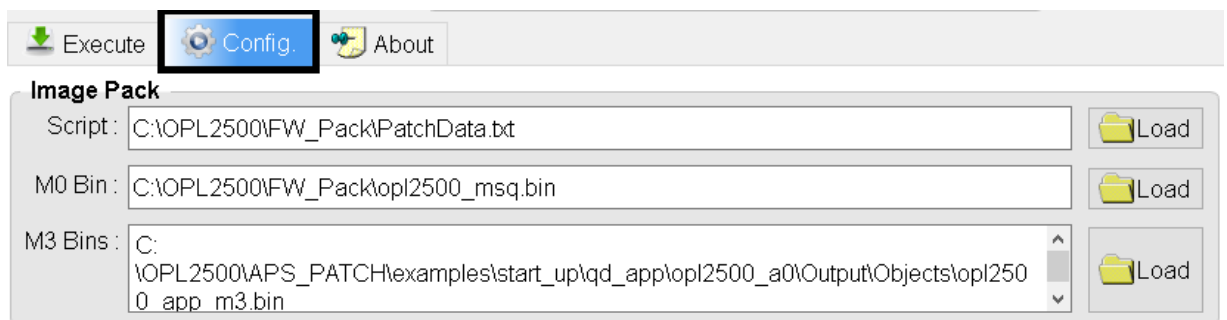 Execute Config. About
Image Pack
Script : C:\OPL2500\FW_Pack\PatchData.txt Load
M0 Bin : C:\OPL2500\FW_Pack\opl2500_msq.bin Load
M3 Bins : C:
\OPL2500\APS_PATCH\examples\start_up\qd_app\opl2500_a0\Output\Objects\opl250 Load
0_app_m3.bin